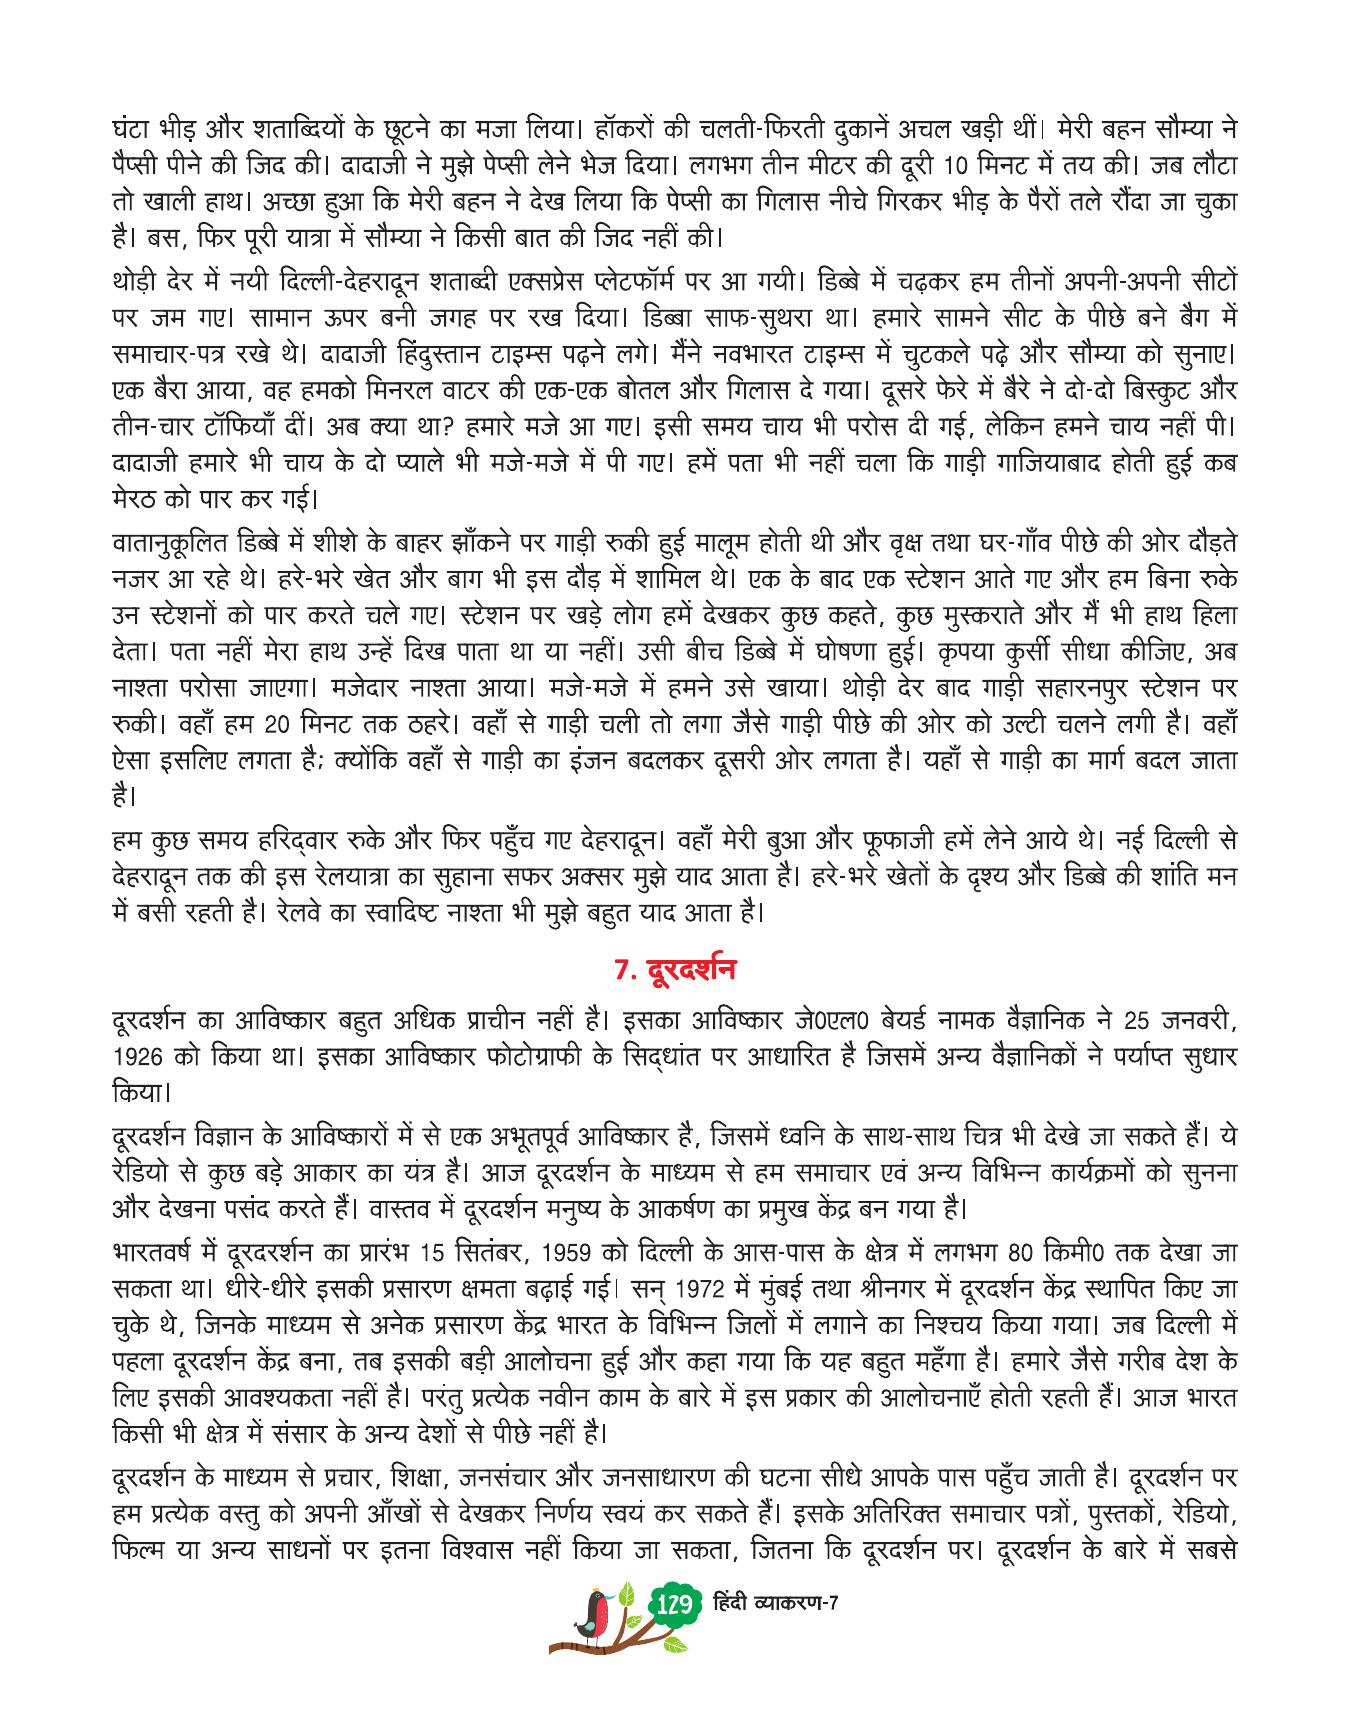 घंटा भीड़ और शताब्दियों के छूटने का मजा लिया। हॉकरों की चलती-फिरती दुकानें अचल खड़ी थीं। मेरी बहन सौम्या ने
पैप्सी पीने की जिद की। दादाजी ने मुझे पेप्सी लेने भेज दिया। लगभग तीन मीटर की दूरी 10 मिनट में तय की। जब लौटा
तो खाली हाथ। अच्छा हुआ कि मेरी बहन ने देख लिया कि पेप्सी का गिलास नीचे गिरकर भीड़ के पैरों तले रौंदा जा चुका
है। बस, फिर पूरी यात्रा में सौम्या ने किसी बात की जिद नहीं की।
थोड़ी देर में नयी दिल्ली-देहरादून शताब्दी एक्सप्रेस प्लेटफॉर्म पर आ गयी। डिब्बे में चढ़कर हम तीनों अपनी-अपनी सीटों
पर जम गए। सामान ऊपर बनी जगह पर रख दिया। डिब्बा साफ-सुथरा था। हमारे सामने सीट के पीछे बने बैग में
समाचार-पत्र रखे थे। दादाजी हिंदुस्तान टाइम्स पढ़ने लगे। मैंने नवभारत टाइम्स में चुटकले पढ़े और सौम्या को सुनाए।
एक बैरा आया, वह हमको मिनरल वाटर की एक-एक बोतल और गिलास दे गया। दूसरे फेरे में बैरे ने दो-दो बिस्कुट और
तीन-चार टॉफियाँ दीं। अब क्या था? हमारे मजे आ गए। इसी समय चाय भी परोस दी गई, लेकिन हमने चाय नहीं पी।
दादाजी हमारे भी चाय के दो प्याले भी मजे-मजे में पी गए। हमें पता भी नहीं चला कि गाड़ी गाजियाबाद होती हुई कब
मेरठ को पार कर गई।
वातानुकूलित डिब्बे में शीशे के बाहर झाँकने पर गाड़ी रुकी हुई मालूम होती थी और वृक्ष तथा घर-गाँव पीछे की ओर दौड़ते
नजर आ रहे थे। हरे-भरे खेत और बाग भी इस दौड़ में शामिल थे। एक के बाद एक स्टेशन आते गए और हम बिना रुके
उन स्टेशनों को पार करते चले गए। स्टेशन पर खड़े लोग हमें देखकर कुछ कहते, कुछ मुस्कराते और मैं भी हाथ हिला
देता। पता नहीं मेरा हाथ उन्हें दिख पाता था या नहीं। उसी बीच डिब्बे में घोषणा हुई। कृपया कुर्सी सीधा कीजिए, अब
नाश्ता परोसा जाएगा। मजेदार नाश्ता आया। मजे-मजे में हमने उसे खाया। थोड़ी देर बाद गाड़ी सहारनपुर स्टेशन पर
रुकी। वहाँ हम 20 मिनट तक ठहरे। वहाँ से गाड़ी चली तो लगा जैसे गाड़ी पीछे की ओर को उल्टी चलने लगी है। वहाँ
ऐसा इसलिए लगता है; क्योंकि वहाँ से गाड़ी का इंजन बदलकर दूसरी ओर लगता है। यहाँ से गाड़ी का मार्ग बदल जाता
है।
हम कुछ समय हरिद्‌वार रुके और फिर पहुँच गए देहरादून। वहाँ मेरी बुआ और फूफाजी हमें लेने आये थे। नई दिल्ली से
देहरादून तक की इस रेलयात्रा का सुहाना सफर अक्सर मुझे याद आता है। हरे-भरे खेतों के दृश्य और डिब्बे की शांति मन
में बसी रहती है। रेलवे का स्वादिष्ट नाश्ता भी मुझे बहुत याद आता है।
7. दूरदर्शन
दूरदर्शन का आविष्कार बहुत अधिक प्राचीन नहीं है। इसका आविष्कार जे0एल0 बेयर्ड नामक वैज्ञानिक ने 25 जनवरी,
1926 को किया था। इसका आविष्कार फोटोग्राफी के सिद्‌धांत पर आधारित है जिसमें अन्य वैज्ञानिकों ने पर्याप्त सुधार
किया।
दूरदर्शन विज्ञान के आविष्कारों में से एक अभूतपूर्व आविष्कार है, जिसमें ध्वनि के साथ-साथ चित्र भी देखे जा सकते हैं। ये
रेडियो से कुछ बड़े आकार का यंत्र है। आज दूरदर्शन के माध्यम से हम समाचार एवं अन्य विभिन्न कार्यक्रमों को सुनना
और देखना पसंद करते हैं। वास्तव में दूरदर्शन मनुष्य के आकर्षण का प्रमुख केंद्र बन गया है।
भारतवर्ष में दूरदरर्शन का प्रारंभ 15 सितंबर, 1959 को दिल्ली के आस-पास के क्षेत्र में लगभग 80 किमी0 तक देखा जा
सकता था। धीरे-धीरे इसकी प्रसारण क्षमता बढ़ाई गई। सन् 1972 में मुंबई तथा श्रीनगर में दूरदर्शन केंद्र स्थापित किए जा
चुके थे, जिनके माध्यम से अनेक प्रसारण केंद्र भारत के विभिन्न जिलों में लगाने का निश्चय किया गया। जब दिल्ली में
पहला दूरदर्शन केंद्र बना, तब इसकी बड़ी आलोचना हुई और कहा गया कि यह बहुत महँगा है। हमारे जैसे गरीब देश के
लिए इसकी आवश्यकता नहीं है। परंतु प्रत्येक नवीन काम के बारे में इस प्रकार की आलोचनाएँ होती रहती हैं। आज भारत
किसी भी क्षेत्र में संसार के अन्य देशों से पीछे नहीं है।
दूरदर्शन के माध्यम से प्रचार, शिक्षा, जनसंचार और जनसाधारण की घटना सीधे आपके पास पहुँच जाती है। दूरदर्शन पर
हम प्रत्येक वस्तु को अपनी आँखों से देखकर निर्णय स्वयं कर सकते हैं। इसके अतिरिक्त समाचार पत्रों, पुस्तकों, रेडियो,
फिल्म या अन्य साधनों पर इतना विश्वास नहीं किया जा सकता, जितना कि दूरदर्शन पर। दूरदर्शन के बारे में सबसे
129 हिंदी व्याकरण-7